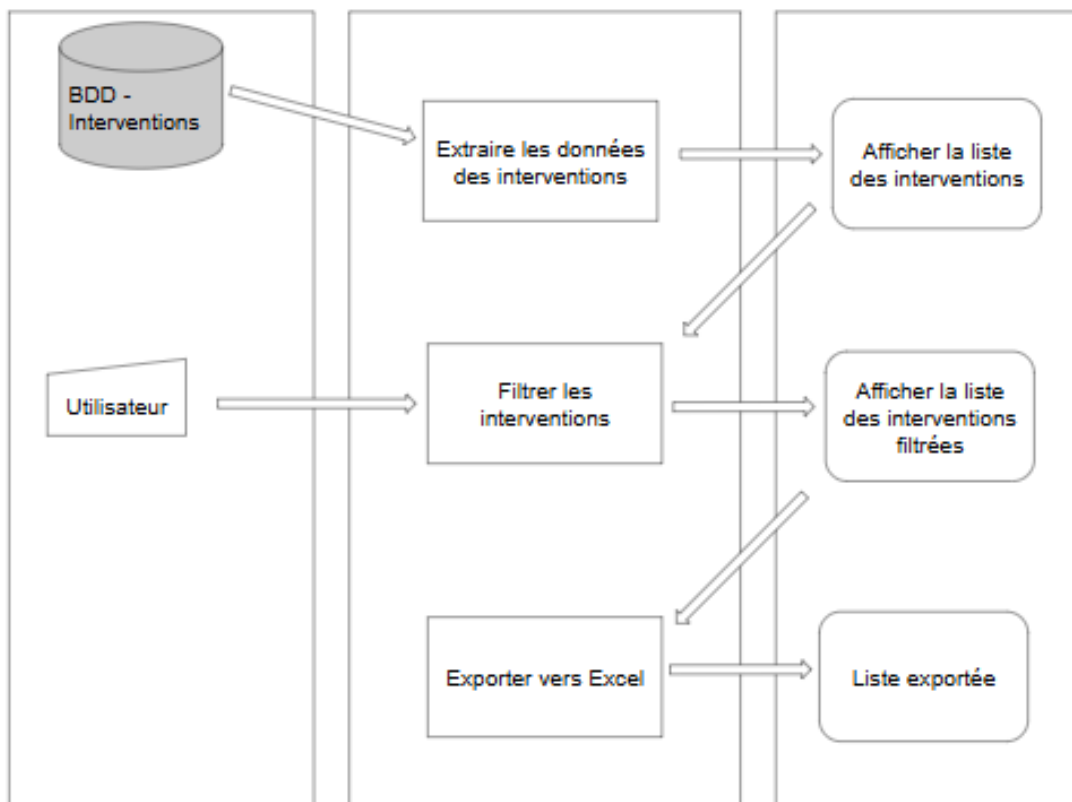 BDD -
Interventions
Extraire les données
des interventions
Afficher la liste
des interventions
Utilisateur
Filtrer les
interventions
Afficher la liste
des interventions
filtrées
Exporter vers Excel
Liste exportée